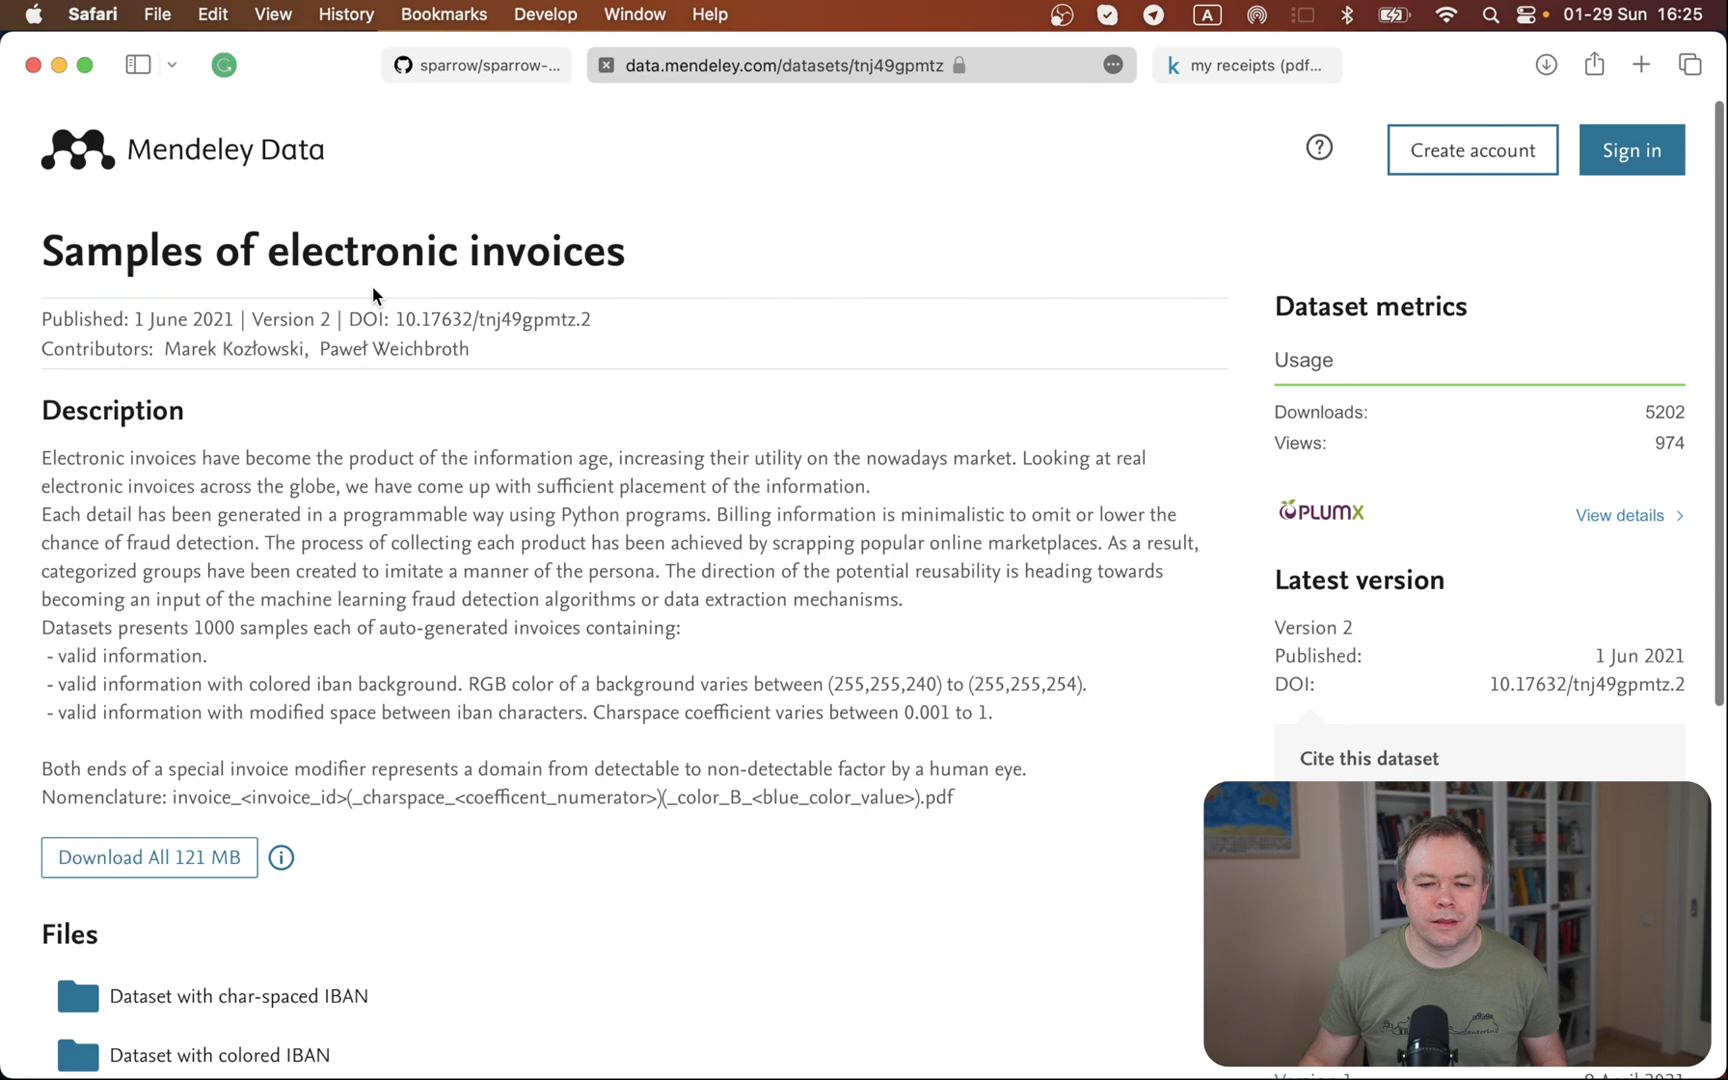 Safari File Edit View History Bookmarks Develop Window Help A 01-29 Sun 16:25
sparrow/sparrow-... data.mendeley.com/datasets/tnj49gpmtz k my receipts (pdf...
Mendeley Data
? Create account Sign in
Samples of electronic invoices
Published: 1 June 2021 | Version 2 | DOI: 10.17632/tnj49gpmtz.2
Contributors: Marek Kozłowski, Paweł Weichbroth
Description
Electronic invoices have become the product of the information age, increasing their utility on the nowadays market. Looking at real
electronic invoices across the globe, we have come up with sufficient placement of the information.
Each detail has been generated in a programmable way using Python programs. Billing information is minimalistic to omit or lower the
chance of fraud detection. The process of collecting each product has been achieved by scrapping popular online marketplaces. As a result,
categorized groups have been created to imitate a manner of the persona. The direction of the potential reusability is heading towards
becoming an input of the machine learning fraud detection algorithms or data extraction mechanisms.
Datasets presents 1000 samples each of auto-generated invoices containing:
- valid information.
- valid information with colored iban background. RGB color of a background varies between (255,255,240) to (255,255,254).
- valid information with modified space between iban characters. Charspace coefficient varies between 0.001 to 1.
Both ends of a special invoice modifier represents a domain from detectable to non-detectable factor by a human eye.
Nomenclature: invoice_<invoice_id>(_charspace_<coefficent_numerator>)(_color_B_<blue_color_value>).pdf
Download All 121 MB i
Files
Dataset with char-spaced IBAN
Dataset with colored IBAN
Dataset metrics
Usage
Downloads: 5202
Views: 974
PLUMX View details >
Latest version
Version 2
Published: 1 Jun 2021
DOI: 10.17632/tnj49gpmtz.2
Cite this dataset